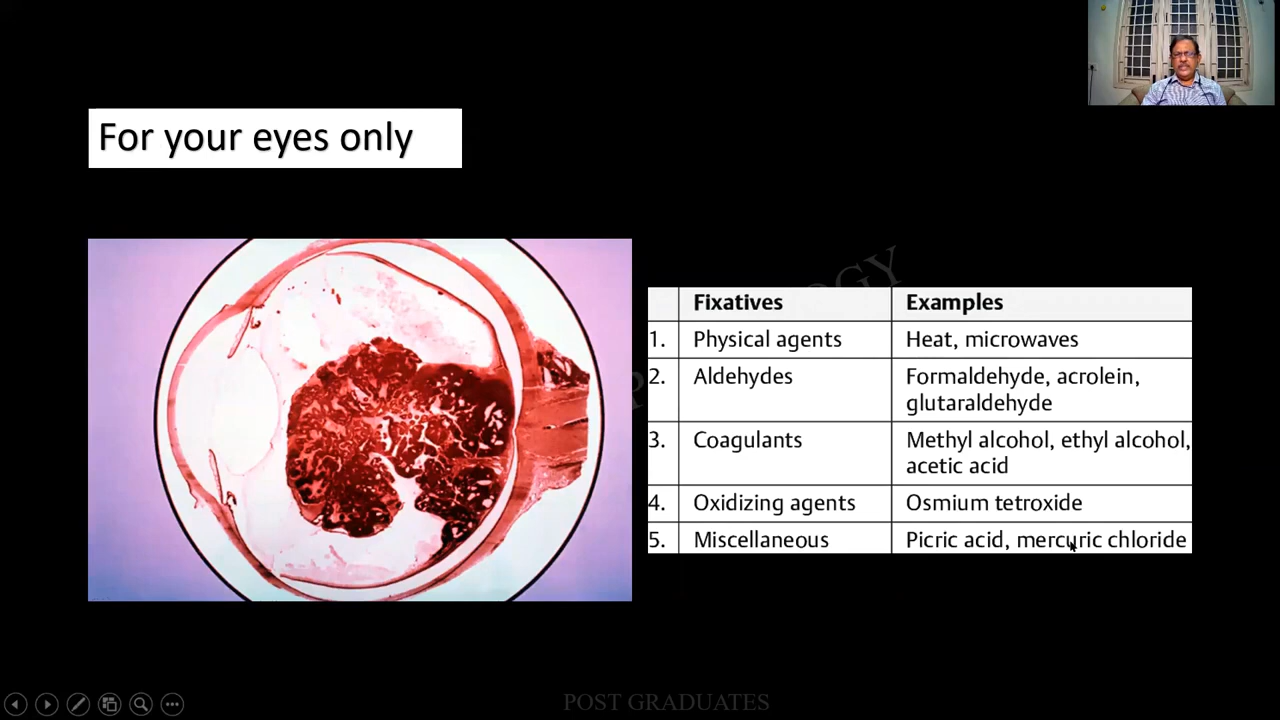 For your eyes only
Fixatives Examples
1. Physical agents Heat, microwaves
2. Aldehydes Formaldehyde, acrolein,
glutaraldehyde
3. Coagulants Methyl alcohol, ethyl alcohol,
acetic acid
4. Oxidizing agents Osmium tetroxide
5. Miscellaneous Picric acid, mercuric chloride
POST GRADUATES